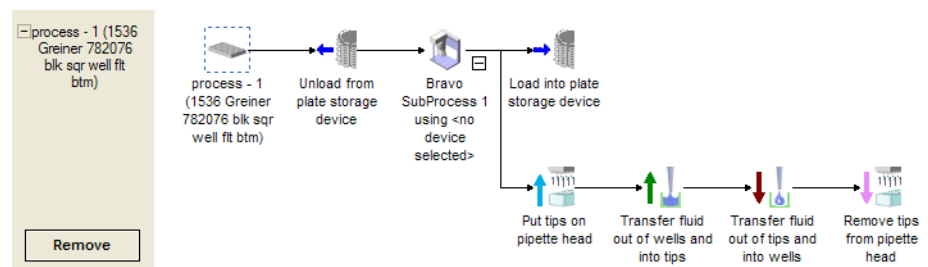 process - 1 (1536
Greiner 782076
blk sqr well flt
btm)
Remove
process - 1
(1536 Greiner
782076 blk sqr
well flt btm)
Unload from
plate storage
device
Bravo
SubProcess 1
using <no
device
selected>
Load into plate
storage device
Put tips on
pipette head
Transfer fluid
out of wells and
into tips
Transfer fluid
out of tips and
into wells
Remove tips
from pipette
head